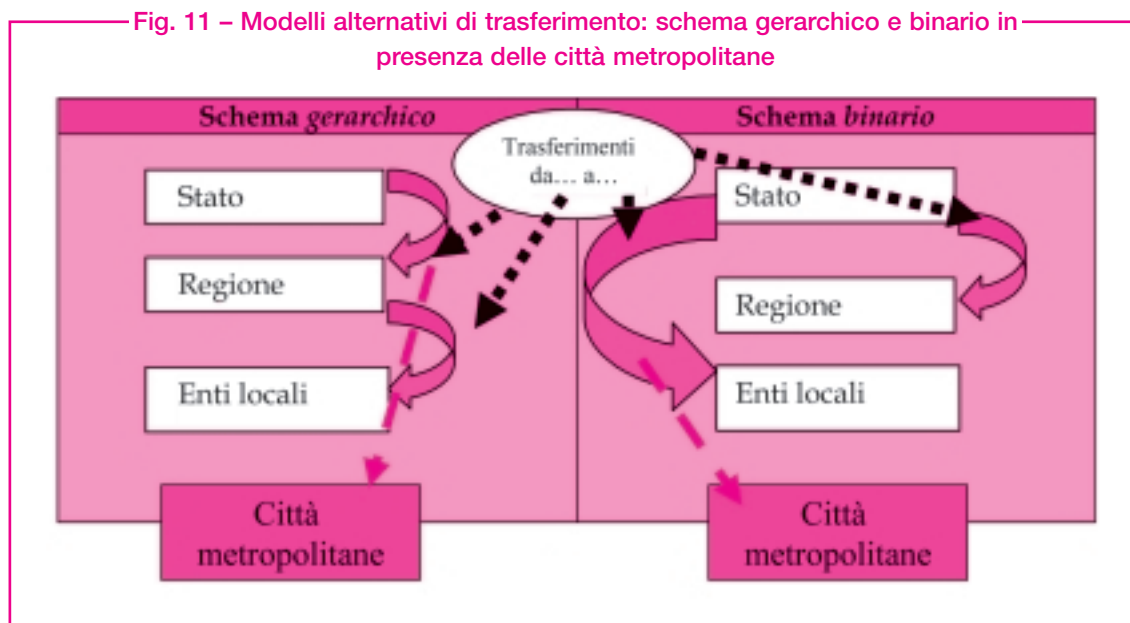 Fig. 11 – Modelli alternativi di trasferimento: schema gerarchico e binario in
presenza delle città metropolitane
Schema gerarchico
Schema binario
Trasferimenti
da... a...
Stato
Regione
Enti locali
Città
metropolitane
Stato
Regione
Enti locali
Città
metropolitane